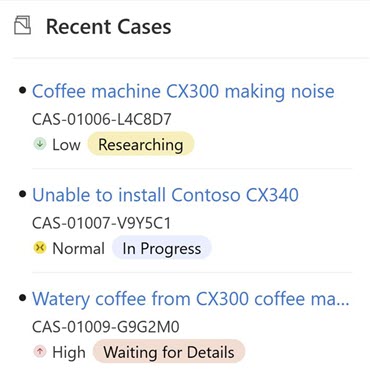 Recent Cases
Coffee machine CX300 making noise
CAS-01006-L4C8D7
Low Researching
Unable to install Contoso CX340
CAS-01007-V9Y5C1
Normal In Progress
Watery coffee from CX300 coffee ma...
CAS-01009-G9G2M0
High Waiting for Details